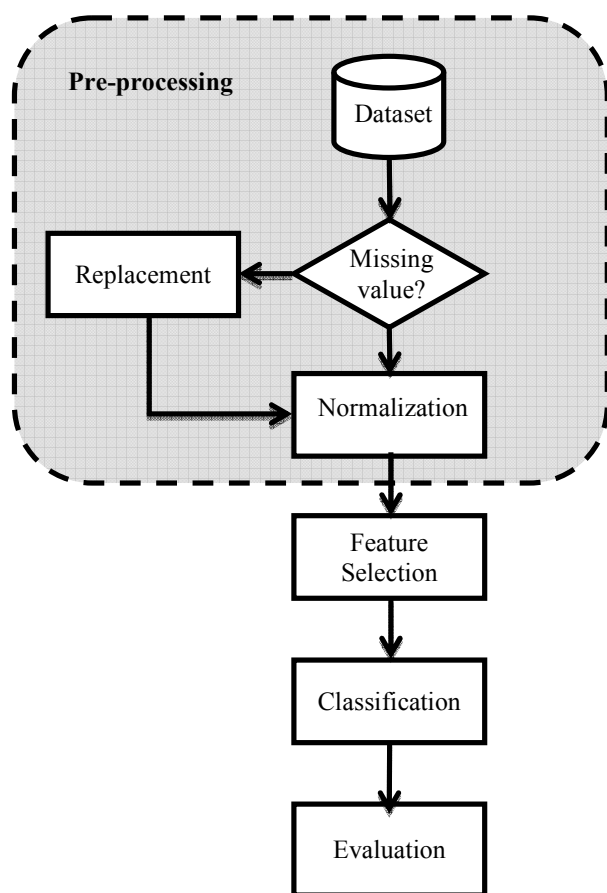 Pre-processing
Dataset
Missing
value?
Replacement
Normalization
Feature
Selection
Classification
Evaluation